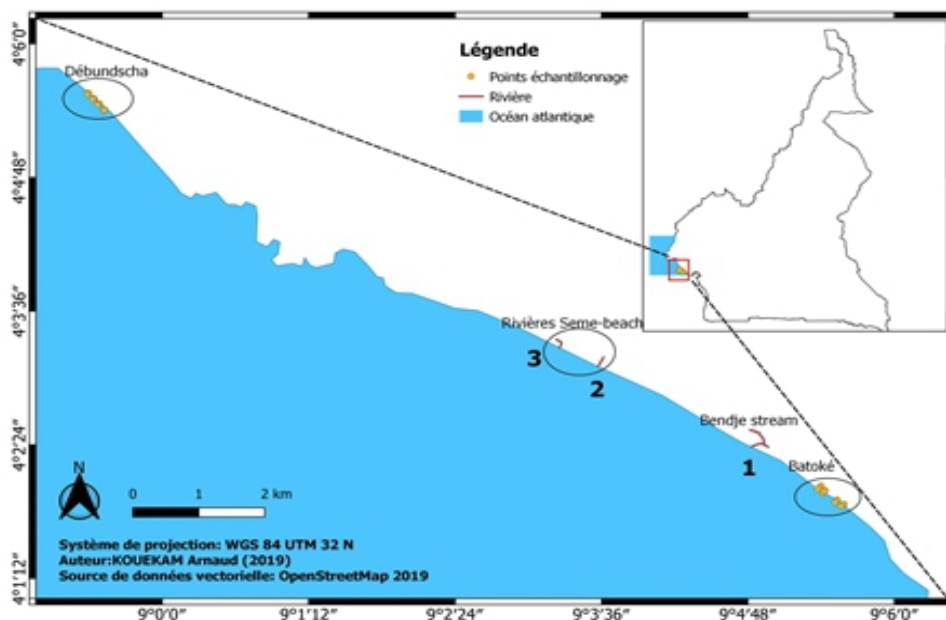 4°6′0″
Débundscha
Légende
Points échantillonnage
Rivière
Océan atlantique
4°4′48″
4°3′36″
Rivières Seme-beach
3
2
Bendje stream
4°2′24″
1
Batoké
N
0 1 2 km
Système de projection: WGS 84 UTM 32 N
Auteur:KOUEKAM Arnaud (2019)
Source de données vectorielle: OpenStreetMap 2019
4°1′12″
9°0′0″ 9°1′12″ 9°2′24″ 9°3′36″ 9°4′48″ 9°6′0″